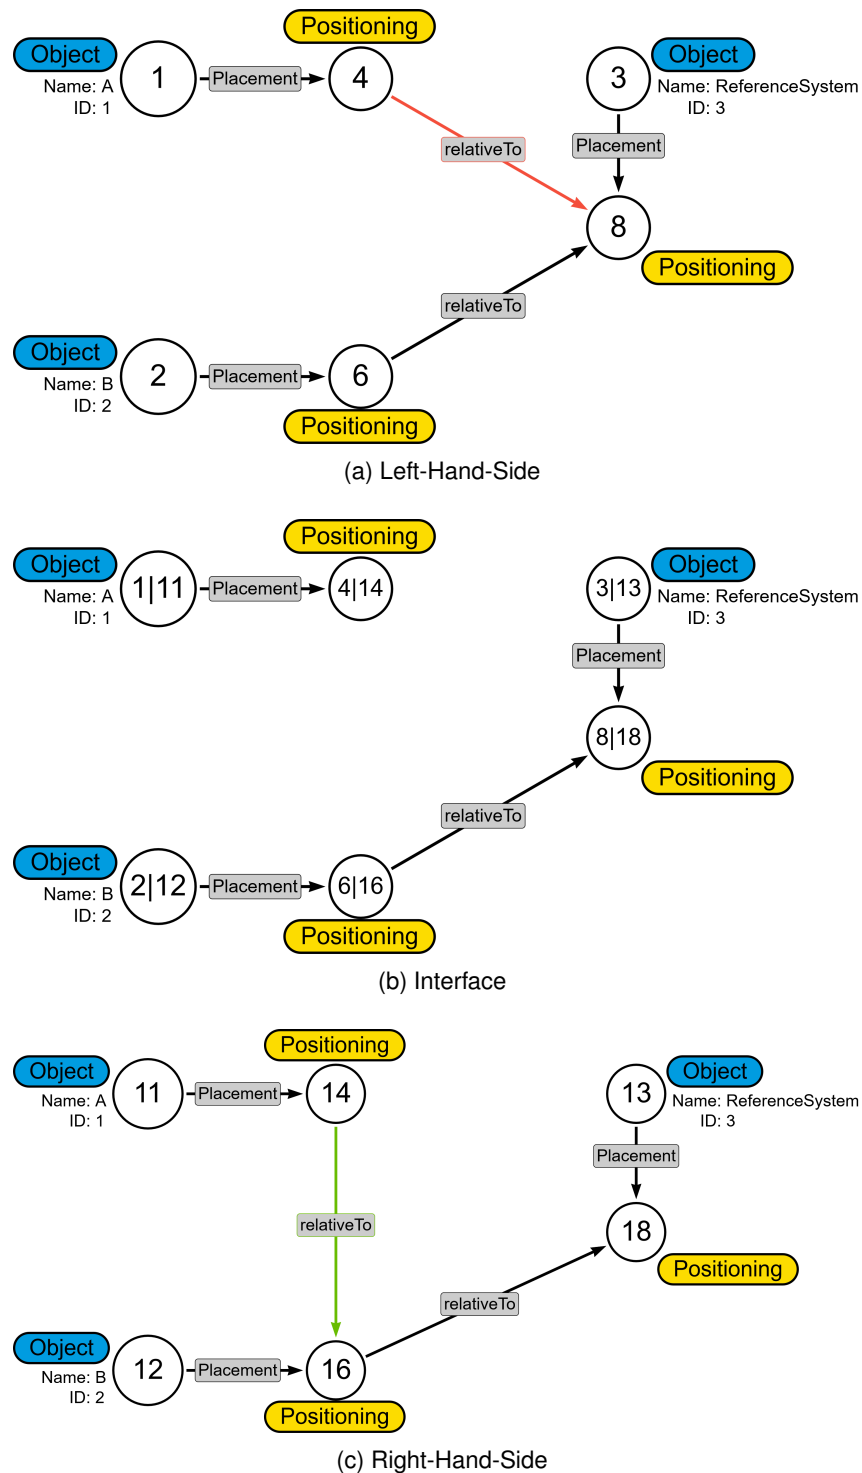 Positioning
Object
1
Placement
4
3
Object
Name: A
ID: 1
Name: ReferenceSystem
ID: 3
relativeTo
Placement
8
Positioning
relativeTo
Object
2
Placement
6
Name: B
ID: 2
Positioning
(a) Left-Hand-Side
Positioning
Object
1|11
Placement
4|14
3|13
Object
Name: A
ID: 1
Name: ReferenceSystem
ID: 3
Placement
8|18
Positioning
relativeTo
Object
2|12
Placement
6|16
Name: B
ID: 2
Positioning
(b) Interface
Positioning
Object
11
Placement
14
13
Object
Name: A
ID: 1
Name: ReferenceSystem
ID: 3
Placement
relativeTo
18
Positioning
relativeTo
Object
12
Placement
16
Name: B
ID: 2
Positioning
(c) Right-Hand-Side